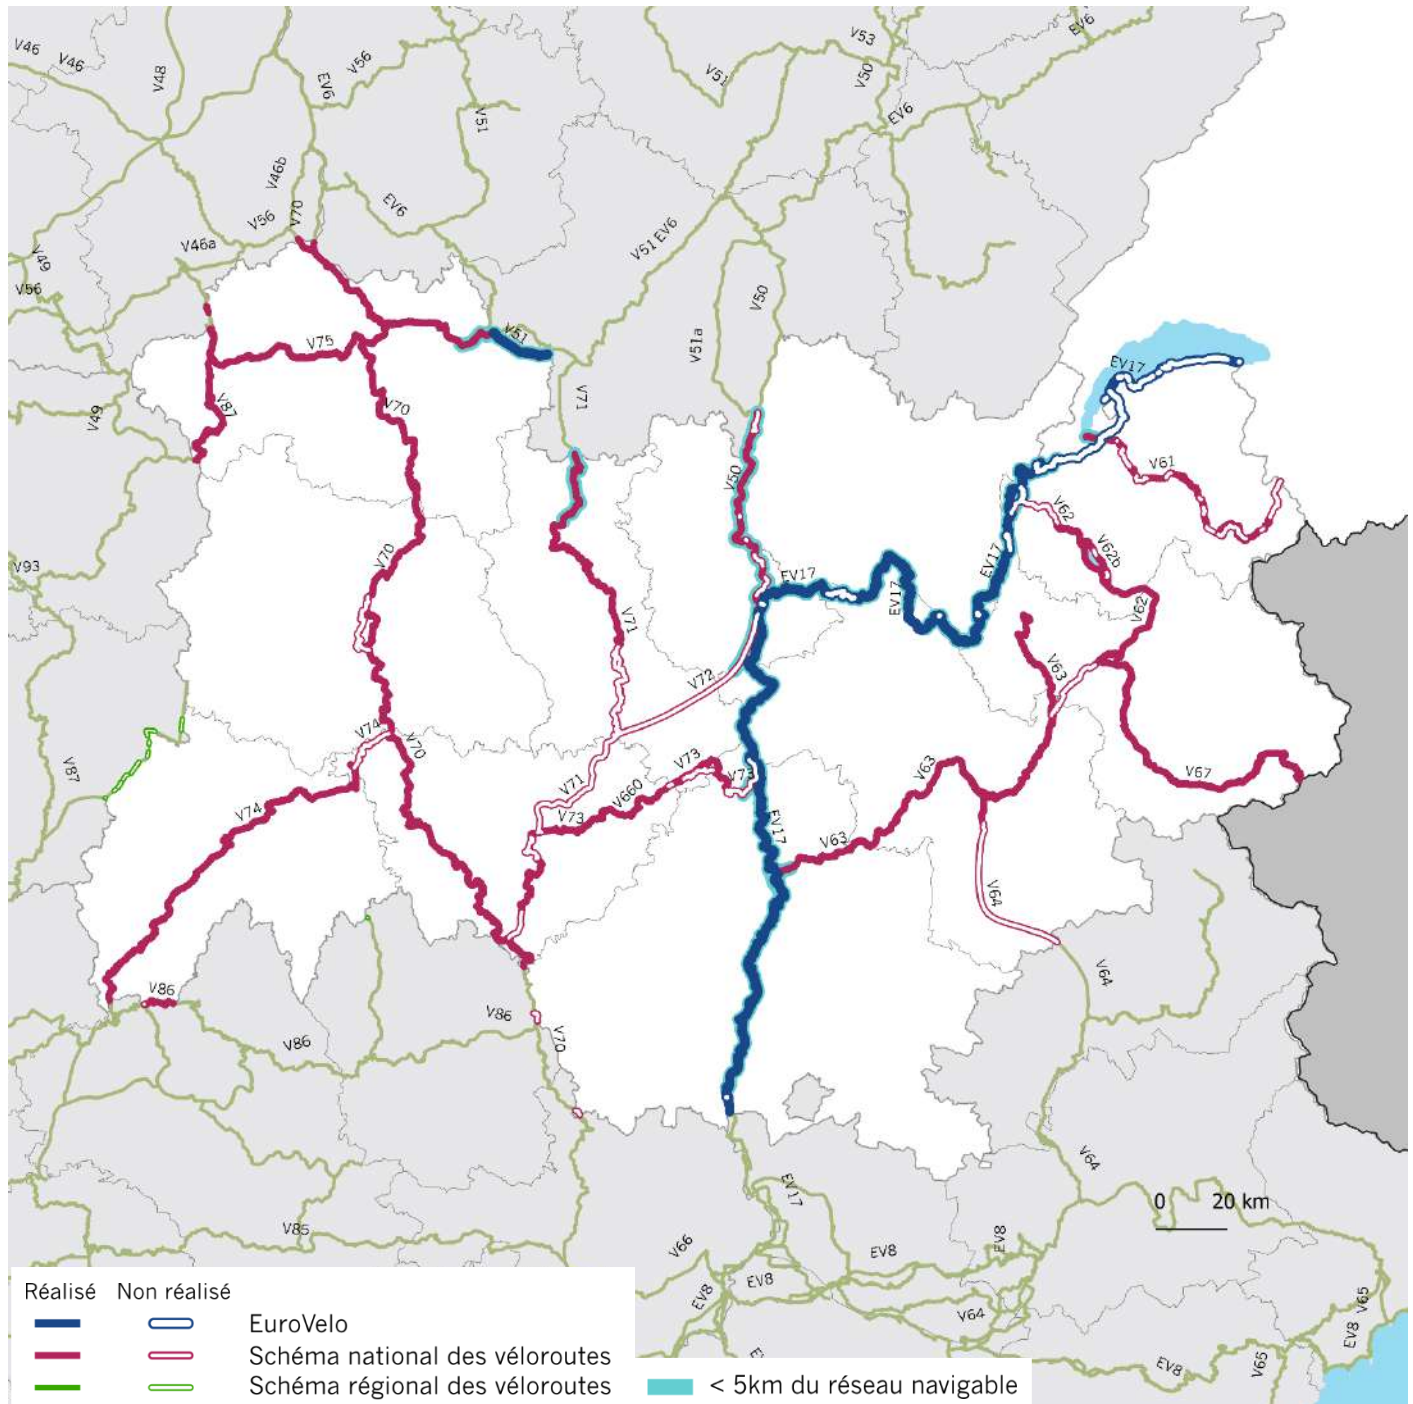 V46
V46
V48
EV6
V56
V51
V51
V53
V50
EV6
EV6
V46b
V56
V70
EV6
V46a
V49
V56
V51 EV6
V50
V51a
V75
V51
V71
EV17
V87
V49
V70
V50
V61
V62
V62b
V70
EV17
EV17
EV17
V93
V71
V62
V63
V72
V74
V70
V87
V74
V71
V73
V660
V73
V73
EV17
V63
V63
V67
V64
V64
V86
V86
V86
V70
V64
EV17
0 20 km
V85
V66
EV8
EV8
EV8
EV8
V64
V65
EV8
EV8
V65
Réalisé Non réalisé
EuroVelo
Schéma national des véloroutes
Schéma régional des véloroutes
< 5km du réseau navigable